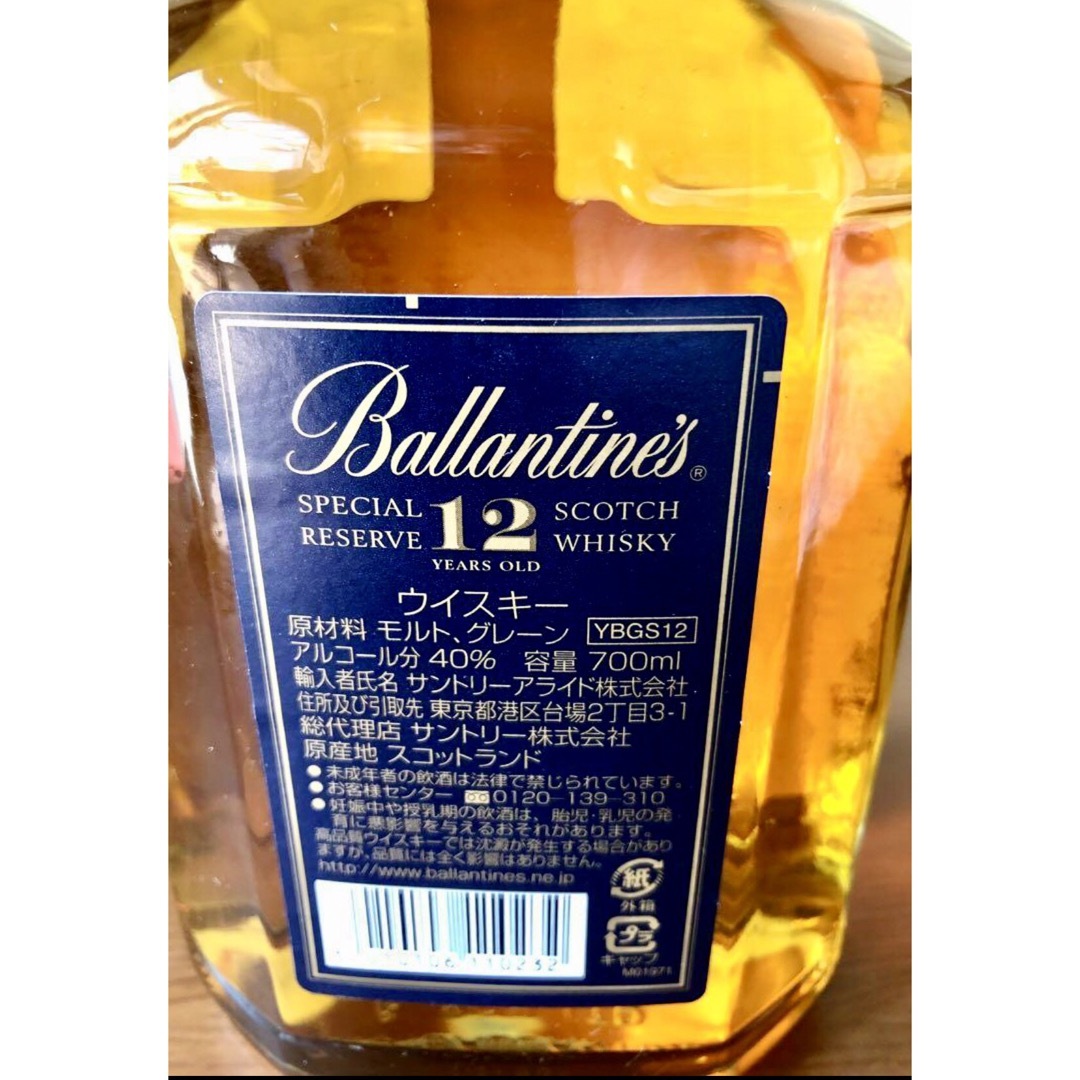 Ballantine's®
SPECIAL RESERVE 12 YEARS OLD SCOTCH WHISKY
ウイスキー
原材料 モルト、グレーン YBGS12
アルコール分 40% 容量 700ml
輸入者氏名 サントリーアライド株式会社
住所及び引取先 東京都港区台場2丁目3-1
総代理店 サントリー株式会社
原産地 スコットランド
●未成年者の飲酒は法律で禁じられています。
●お客様センター 0120-139-310
●妊娠中や授乳期の飲酒は、胎児・乳児の発
育に悪影響を与えるおそれがあります。
高品質ウイスキーでは沈澱が発生する場合があり
ますが、品質には全く影響はありません。
http://www.ballantines.ne.jp
紙
外箱
プラ
キャップ
M01971
110232